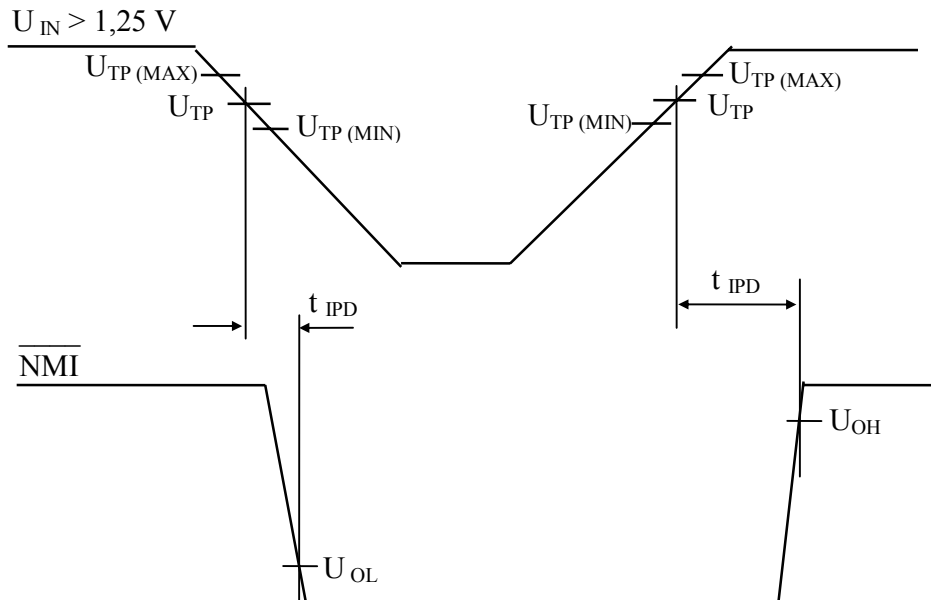 U IN > 1,25 V
UTP (MAX)
UTP
UTP (MIN)
UTP (MAX)
UTP
UTP (MIN)
t IPD
t IPD
NMI
UOH
U OL